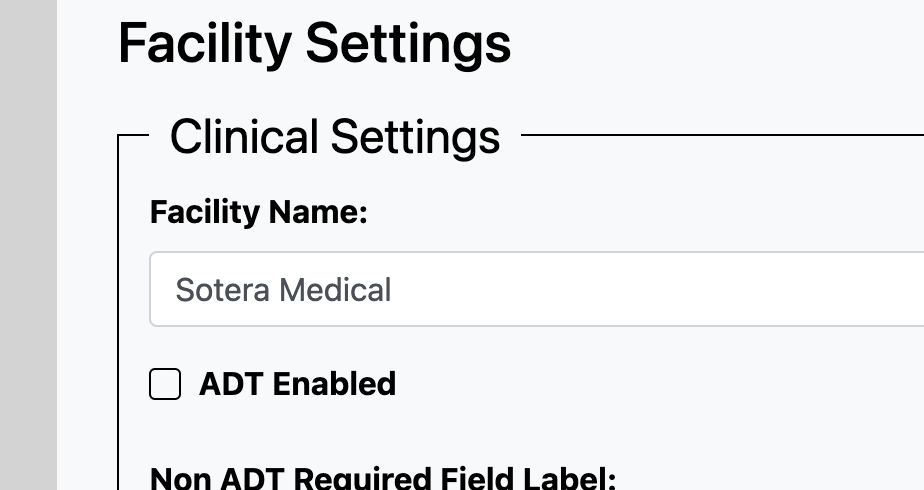 Facility Settings
Clinical Settings
Facility Name:
Sotera Medical
ADT Enabled
Non ADT Required Field Label: